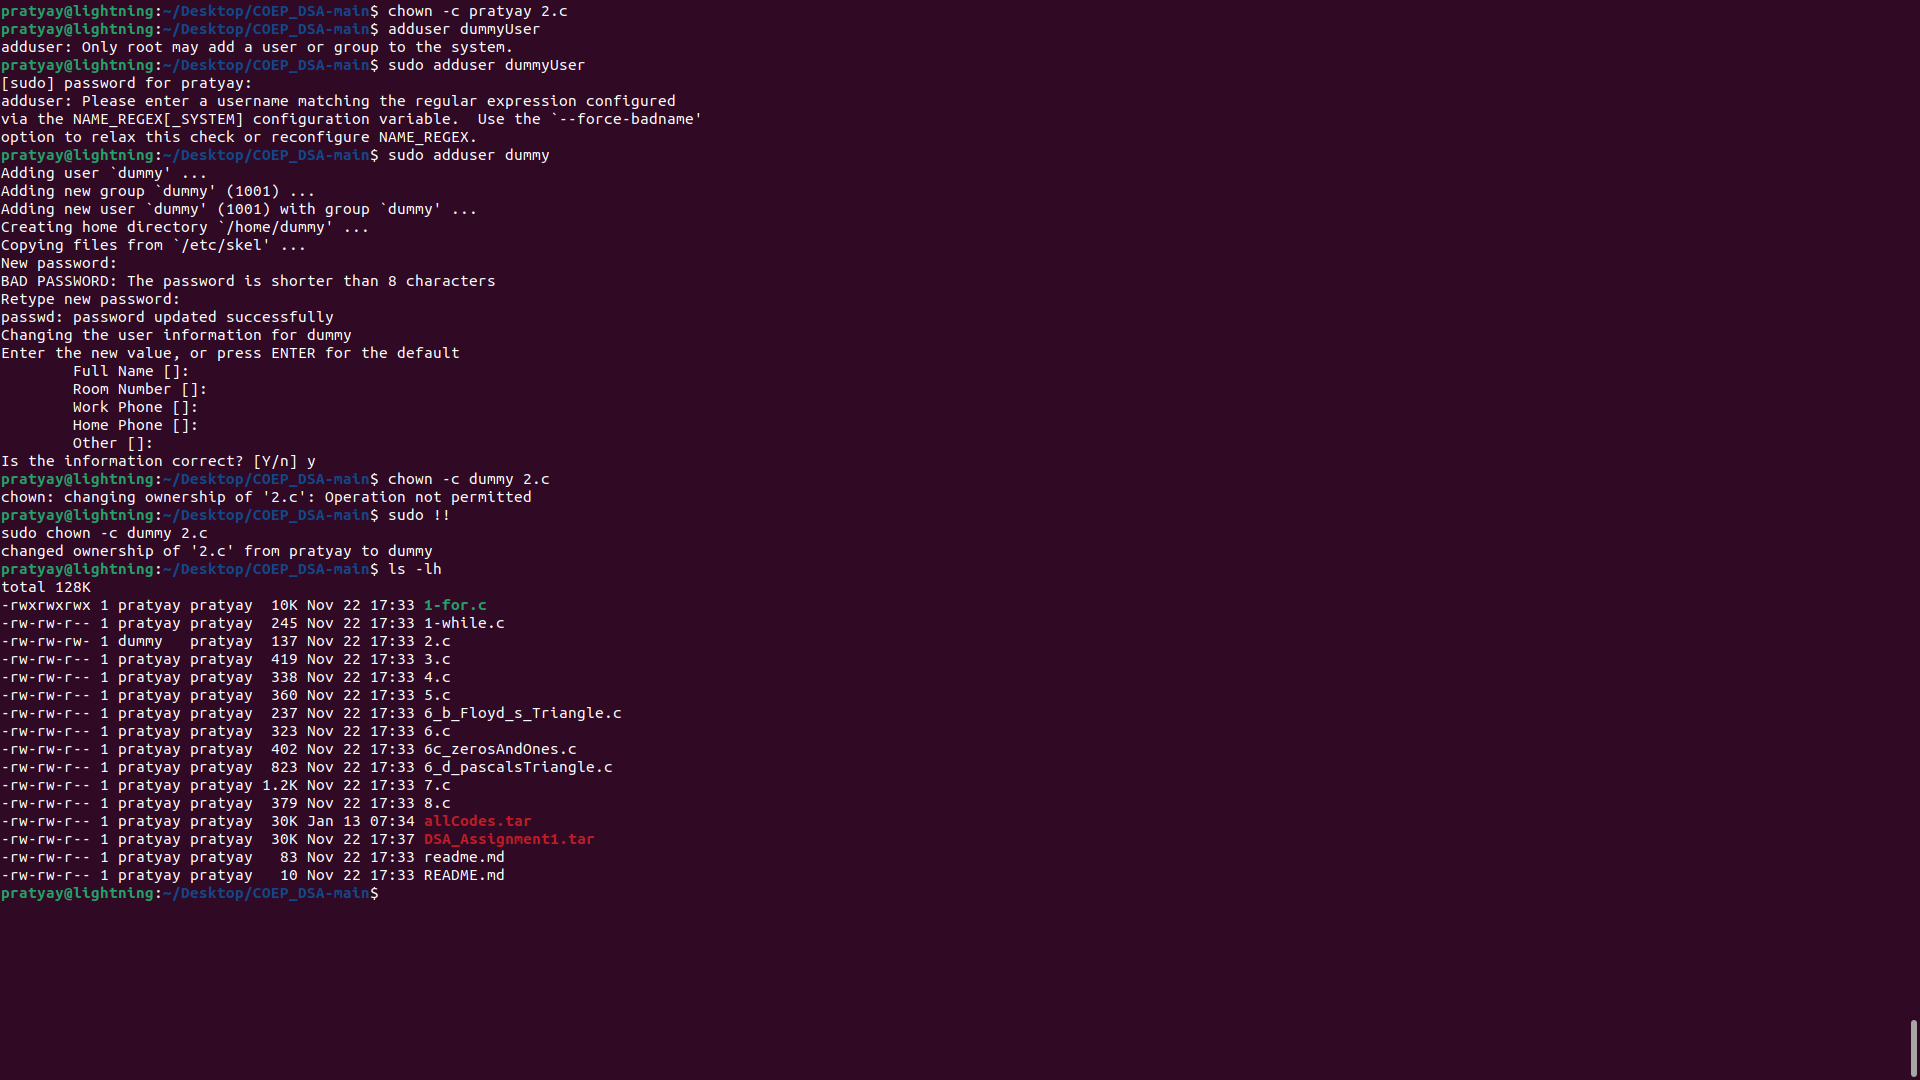 pratyay@lightning:~/Desktop/COEP_DSA-main$ chown -c pratyay 2.c
pratyay@lightning:~/Desktop/COEP_DSA-main$ adduser dummyUser
adduser: Only root may add a user or group to the system.
pratyay@lightning:~/Desktop/COEP_DSA-main$ sudo adduser dummyUser
[sudo] password for pratyay:
adduser: Please enter a username matching the regular expression configured
via the NAME_REGEX[_SYSTEM] configuration variable.  Use the `--force-badname'
option to relax this check or reconfigure NAME_REGEX.
pratyay@lightning:~/Desktop/COEP_DSA-main$ sudo adduser dummy
Adding user `dummy' ...
Adding new group `dummy' (1001) ...
Adding new user `dummy' (1001) with group `dummy' ...
Creating home directory `/home/dummy' ...
Copying files from `/etc/skel' ...
New password:
BAD PASSWORD: The password is shorter than 8 characters
Retype new password:
passwd: password updated successfully
Changing the user information for dummy
Enter the new value, or press ENTER for the default
        Full Name []:
        Room Number []:
        Work Phone []:
        Home Phone []:
        Other []:
Is the information correct? [Y/n] y
pratyay@lightning:~/Desktop/COEP_DSA-main$ chown -c dummy 2.c
chown: changing ownership of '2.c': Operation not permitted
pratyay@lightning:~/Desktop/COEP_DSA-main$ sudo !!
sudo chown -c dummy 2.c
changed ownership of '2.c' from pratyay to dummy
pratyay@lightning:~/Desktop/COEP_DSA-main$ ls -lh
total 128K
-rwxrwxrwx 1 pratyay pratyay  10K Nov 22 17:33 1-for.c
-rw-rw-r-- 1 pratyay pratyay  245 Nov 22 17:33 1-while.c
-rw-rw-rw- 1 dummy   pratyay  137 Nov 22 17:33 2.c
-rw-rw-r-- 1 pratyay pratyay  419 Nov 22 17:33 3.c
-rw-rw-r-- 1 pratyay pratyay  338 Nov 22 17:33 4.c
-rw-rw-r-- 1 pratyay pratyay  360 Nov 22 17:33 5.c
-rw-rw-r-- 1 pratyay pratyay  237 Nov 22 17:33 6_b_Floyd_s_Triangle.c
-rw-rw-r-- 1 pratyay pratyay  323 Nov 22 17:33 6.c
-rw-rw-r-- 1 pratyay pratyay  402 Nov 22 17:33 6c_zerosAndOnes.c
-rw-rw-r-- 1 pratyay pratyay  823 Nov 22 17:33 6_d_pascalsTriangle.c
-rw-rw-r-- 1 pratyay pratyay 1.2K Nov 22 17:33 7.c
-rw-rw-r-- 1 pratyay pratyay  379 Nov 22 17:33 8.c
-rw-rw-r-- 1 pratyay pratyay  30K Jan 13 07:34 allCodes.tar
-rw-rw-r-- 1 pratyay pratyay  30K Nov 22 17:37 DSA_Assignment1.tar
-rw-rw-r-- 1 pratyay pratyay   83 Nov 22 17:33 readme.md
-rw-rw-r-- 1 pratyay pratyay   10 Nov 22 17:33 README.md
pratyay@lightning:~/Desktop/COEP_DSA-main$